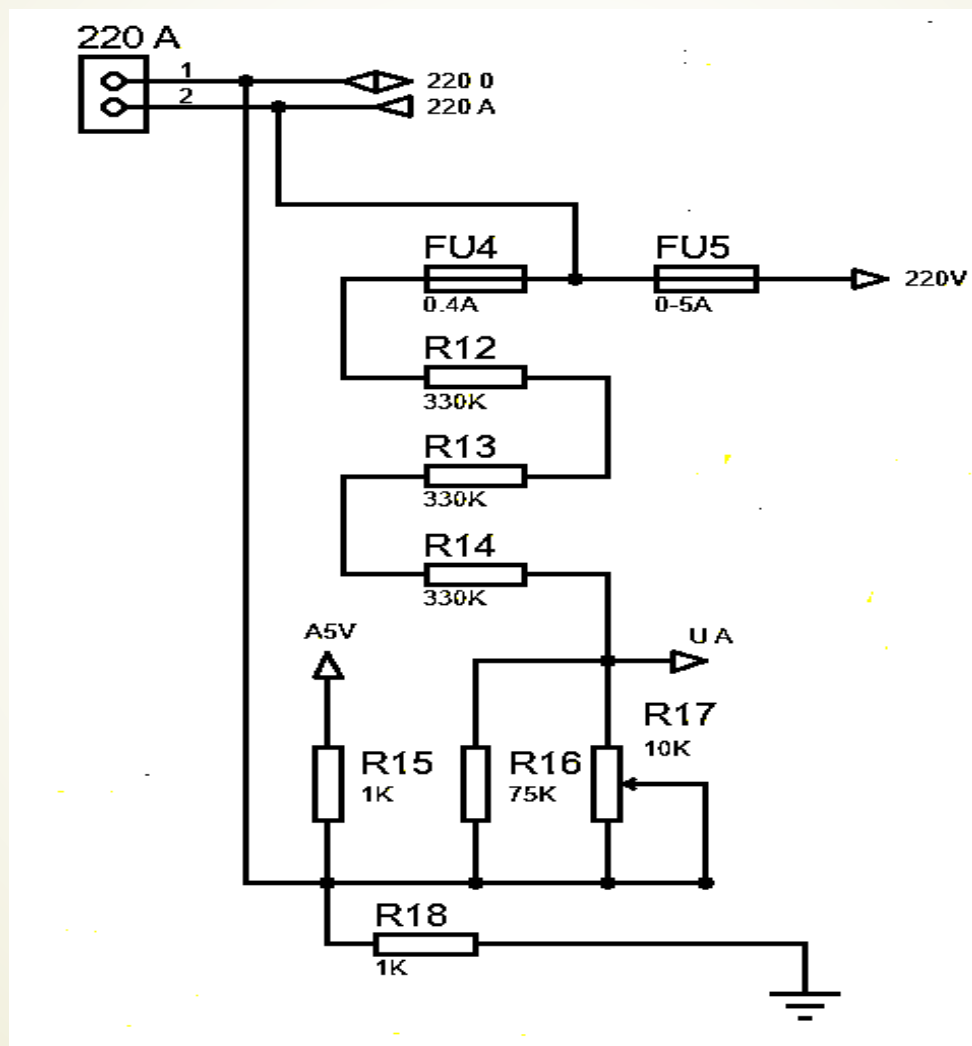 220 A
1
220 0
2
220 A
FU4
FU5
0.4A
0-5A
220V
R12
330K
R13
330K
R14
330K
A5V
U A
R17
10K
R15
1K
R16
75K
R18
1K